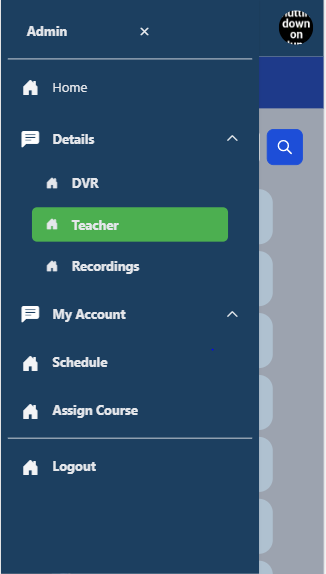 Admin ×
down
on
Home
Details
DVR
Teacher
Recordings
My Account
Schedule
Assign Course
Logout